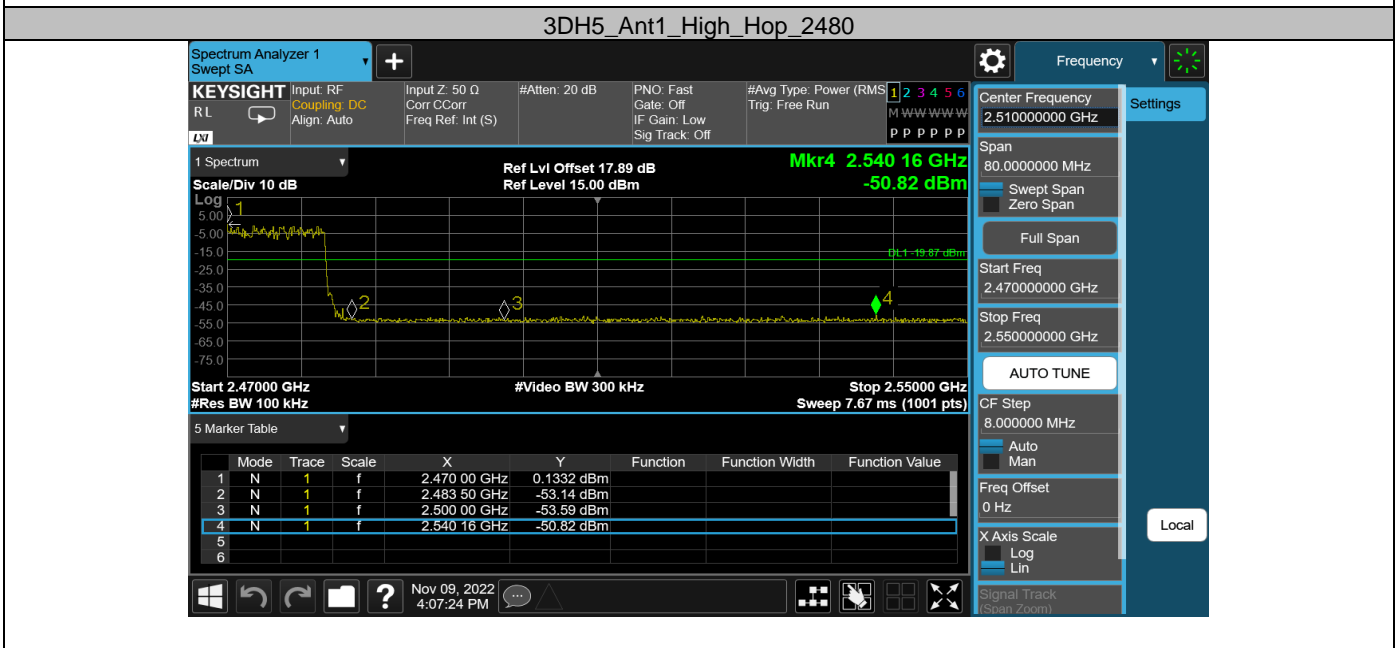 3DH5_Ant1_High_Hop_2480
Spectrum Analyzer 1
Swept SA
Frequency
KEYSIGHT
RL
LXI
Input: RF
Coupling: DC
Align: Auto
Input Z: 50 Ω
Corr CCorr
Freq Ref: Int (S)
#Atten: 20 dB
PNO: Fast
Gate: Off
IF Gain: Low
Sig Track: Off
#Avg Type: Power (RMS
Trig: Free Run
1 2 3 4 5 6
M W W W W W
P P P P P P
1 Spectrum
Scale/Div 10 dB
Ref Lvl Offset 17.89 dB
Ref Level 15.00 dBm
Mkr4 2.540 16 GHz
-50.82 dBm
Log
5.00
-5.00
-15.0
-25.0
-35.0
-45.0
-55.0
-65.0
-75.0
1
2
3
4
DL1 -19.87 dBm
Start 2.47000 GHz
#Res BW 100 kHz
#Video BW 300 kHz
Stop 2.55000 GHz
Sweep 7.67 ms (1001 pts)
5 Marker Table
Mode Trace Scale X Y Function Function Width Function Value
1 N 1 f 2.470 00 GHz 0.1332 dBm
2 N 1 f 2.483 50 GHz -53.14 dBm
3 N 1 f 2.500 00 GHz -53.59 dBm
4 N 1 f 2.540 16 GHz -50.82 dBm
5
6
Nov 09, 2022
4:07:24 PM
Center Frequency
2.510000000 GHz
Settings
Span
80.0000000 MHz
Swept Span
Zero Span
Full Span
Start Freq
2.470000000 GHz
Stop Freq
2.550000000 GHz
AUTO TUNE
CF Step
8.000000 MHz
Auto
Man
Freq Offset
0 Hz
X Axis Scale
Log
Lin
Local
Signal Track
(Span Zoom)